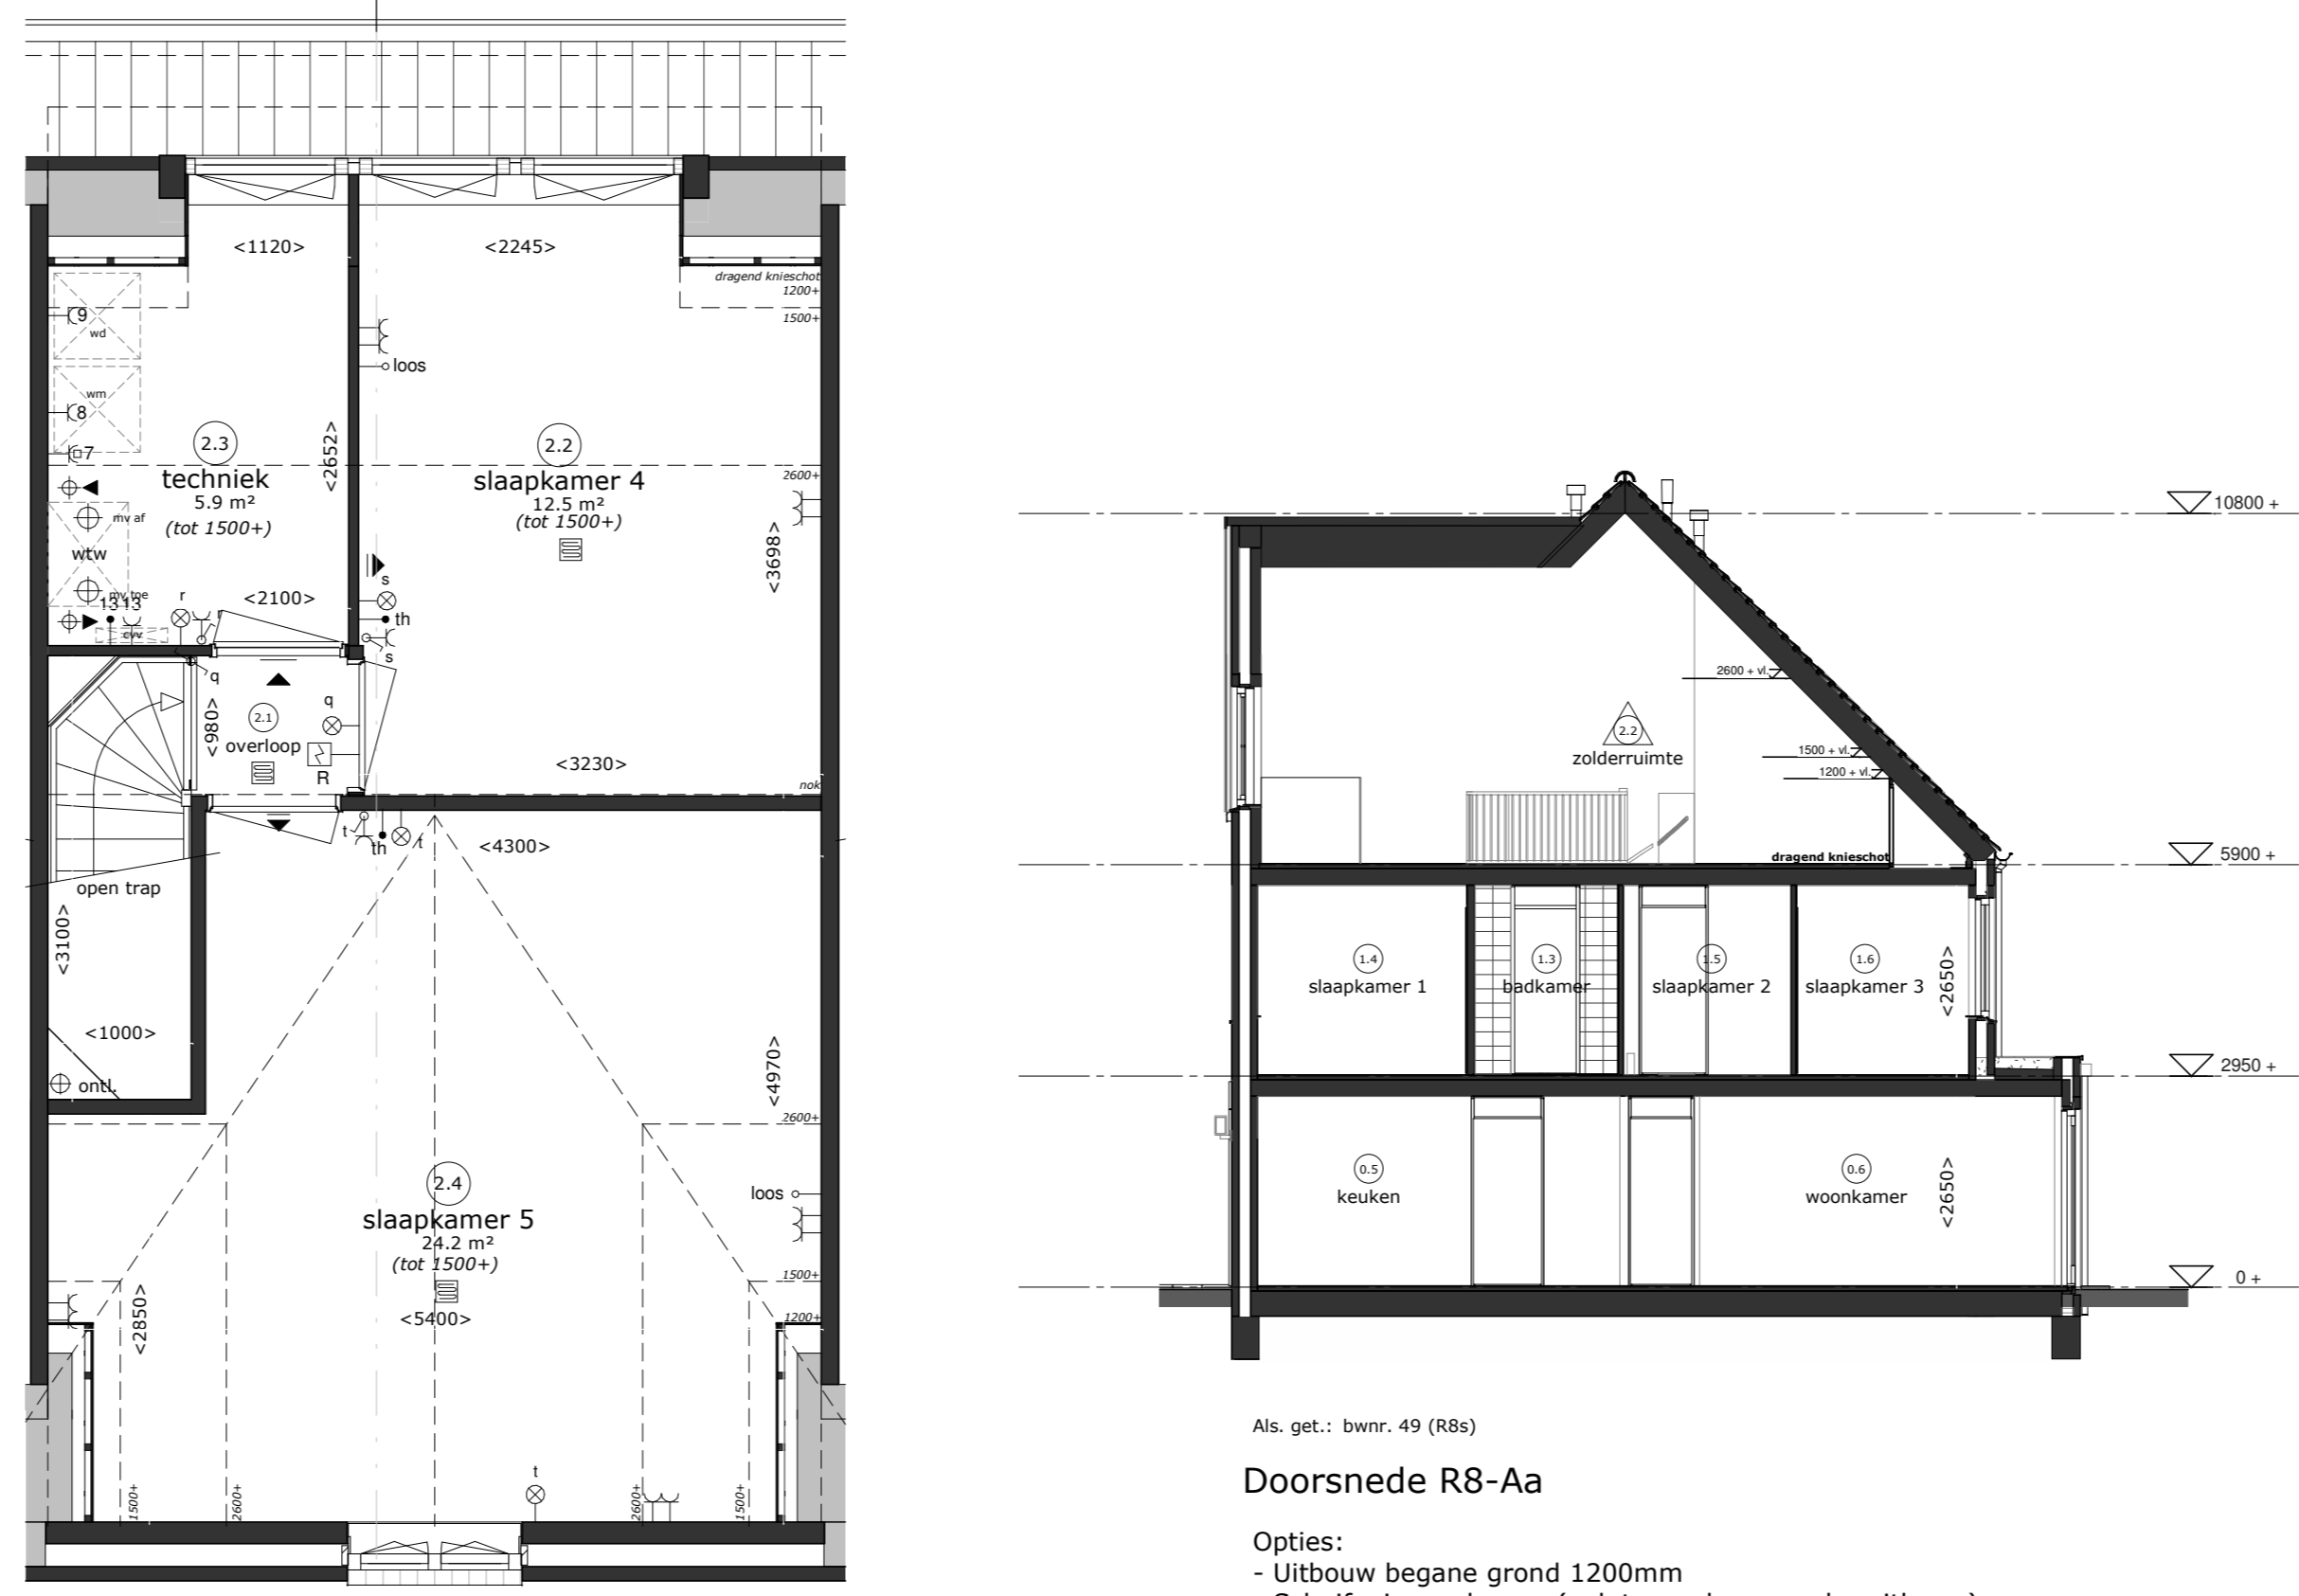 <1120>
<2245>
dragend knieschot
1200+
1500+
9
wd
loos
wm
8
7
<2652>
2.3
techniek
5.9 m²
(tot 1500+)
2.2
slaapkamer 4
12.5 m²
(tot 1500+)
2600+
<3698>
mv af
wtw
mv toe
13 13
cvv
r
<2100>
s
th
s
q
<980>
2.1
overloop
q
R
<3230>
nok
t
th
t
<4300>
open trap
<3100>
<1000>
ontl.
<4970>
2600+
2.4
slaapkamer 5
24.2 m²
(tot 1500+)
<5400>
loos
1500+
1200+
<2850>
t
1500+
2600+
2600+
1500+
10800 +
2600 + vl.
2.2
zolderruimte
1500 + vl.
1200 + vl.
dragend knieschot
5900 +
1.4
slaapkamer 1
1.3
badkamer
1.5
slaapkamer 2
1.6
slaapkamer 3
<2650>
2950 +
0.5
keuken
0.6
woonkamer
<2650>
0 +
Als. get.: bwnr. 49 (R8s)
Doorsnede R8-Aa
Opties:
- Uitbouw begane grond 1200mm